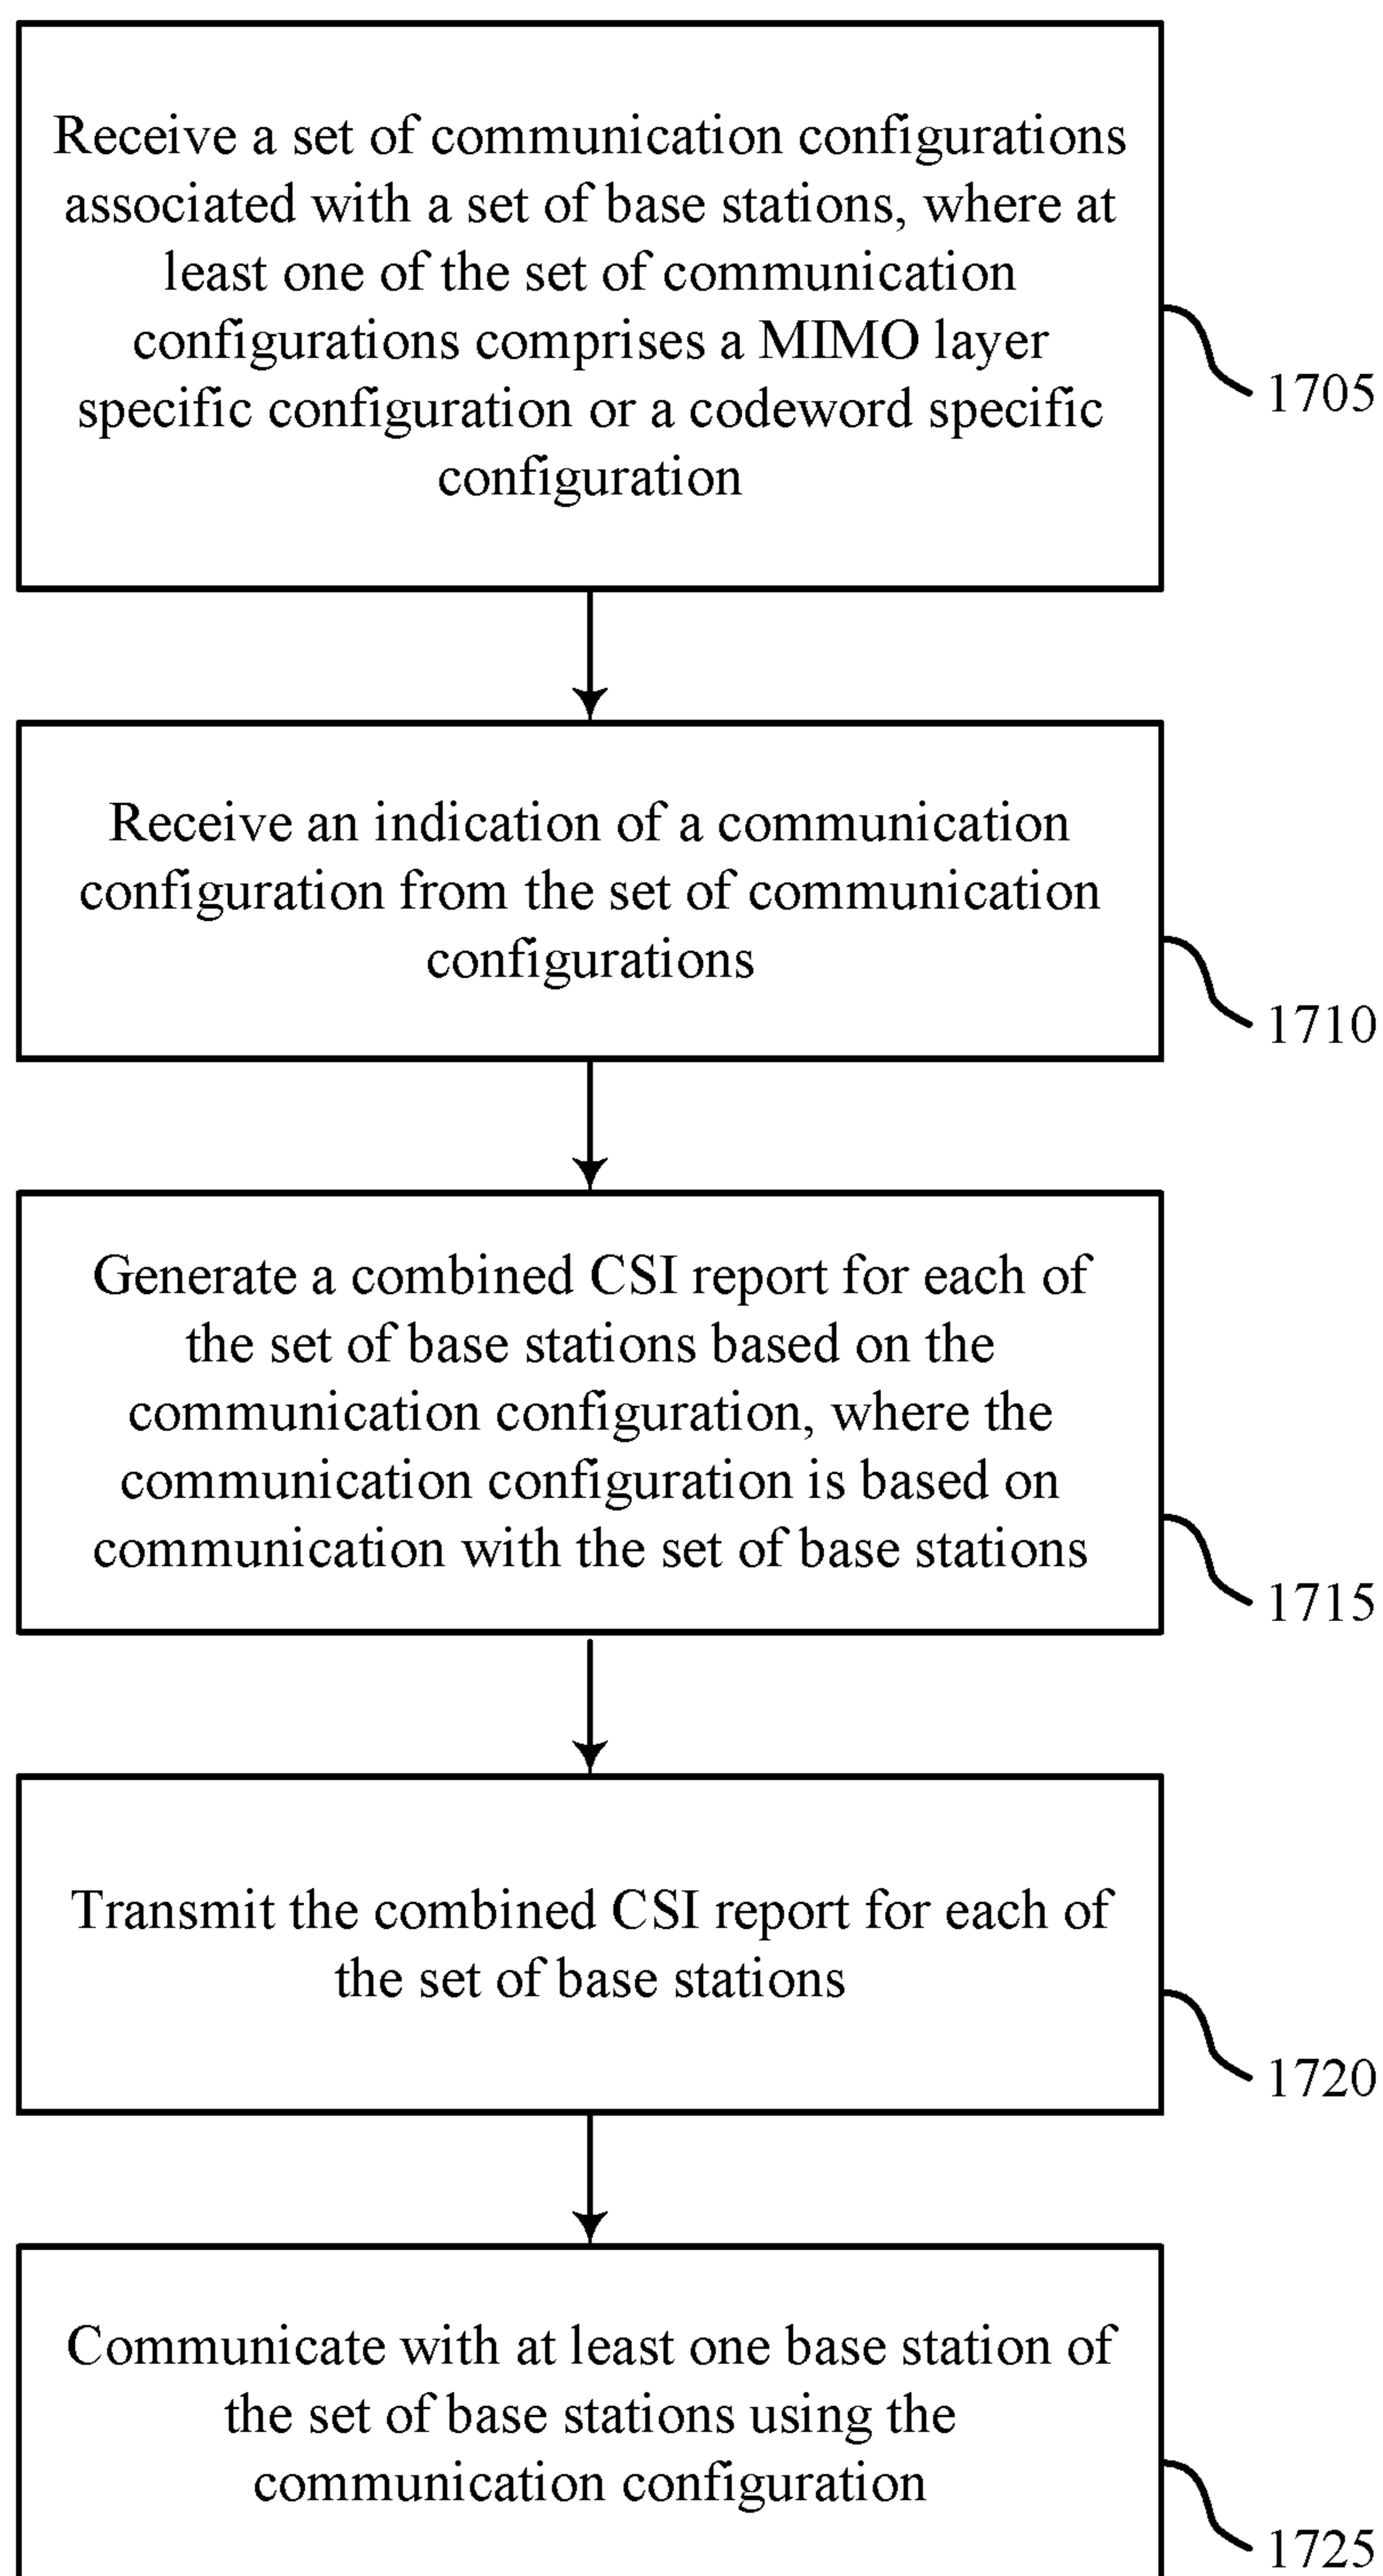 Receive a set of communication configurations
associated with a set of base stations, where at
least one of the set of communication
configurations comprises a MIMO layer
specific configuration or a codeword specific
configuration
1705
Receive an indication of a communication
configuration from the set of communication
configurations
1710
Generate a combined CSI report for each of
the set of base stations based on the
communication configuration, where the
communication configuration is based on
communication with the set of base stations
1715
Transmit the combined CSI report for each of
the set of base stations
1720
Communicate with at least one base station of
the set of base stations using the
communication configuration
1725